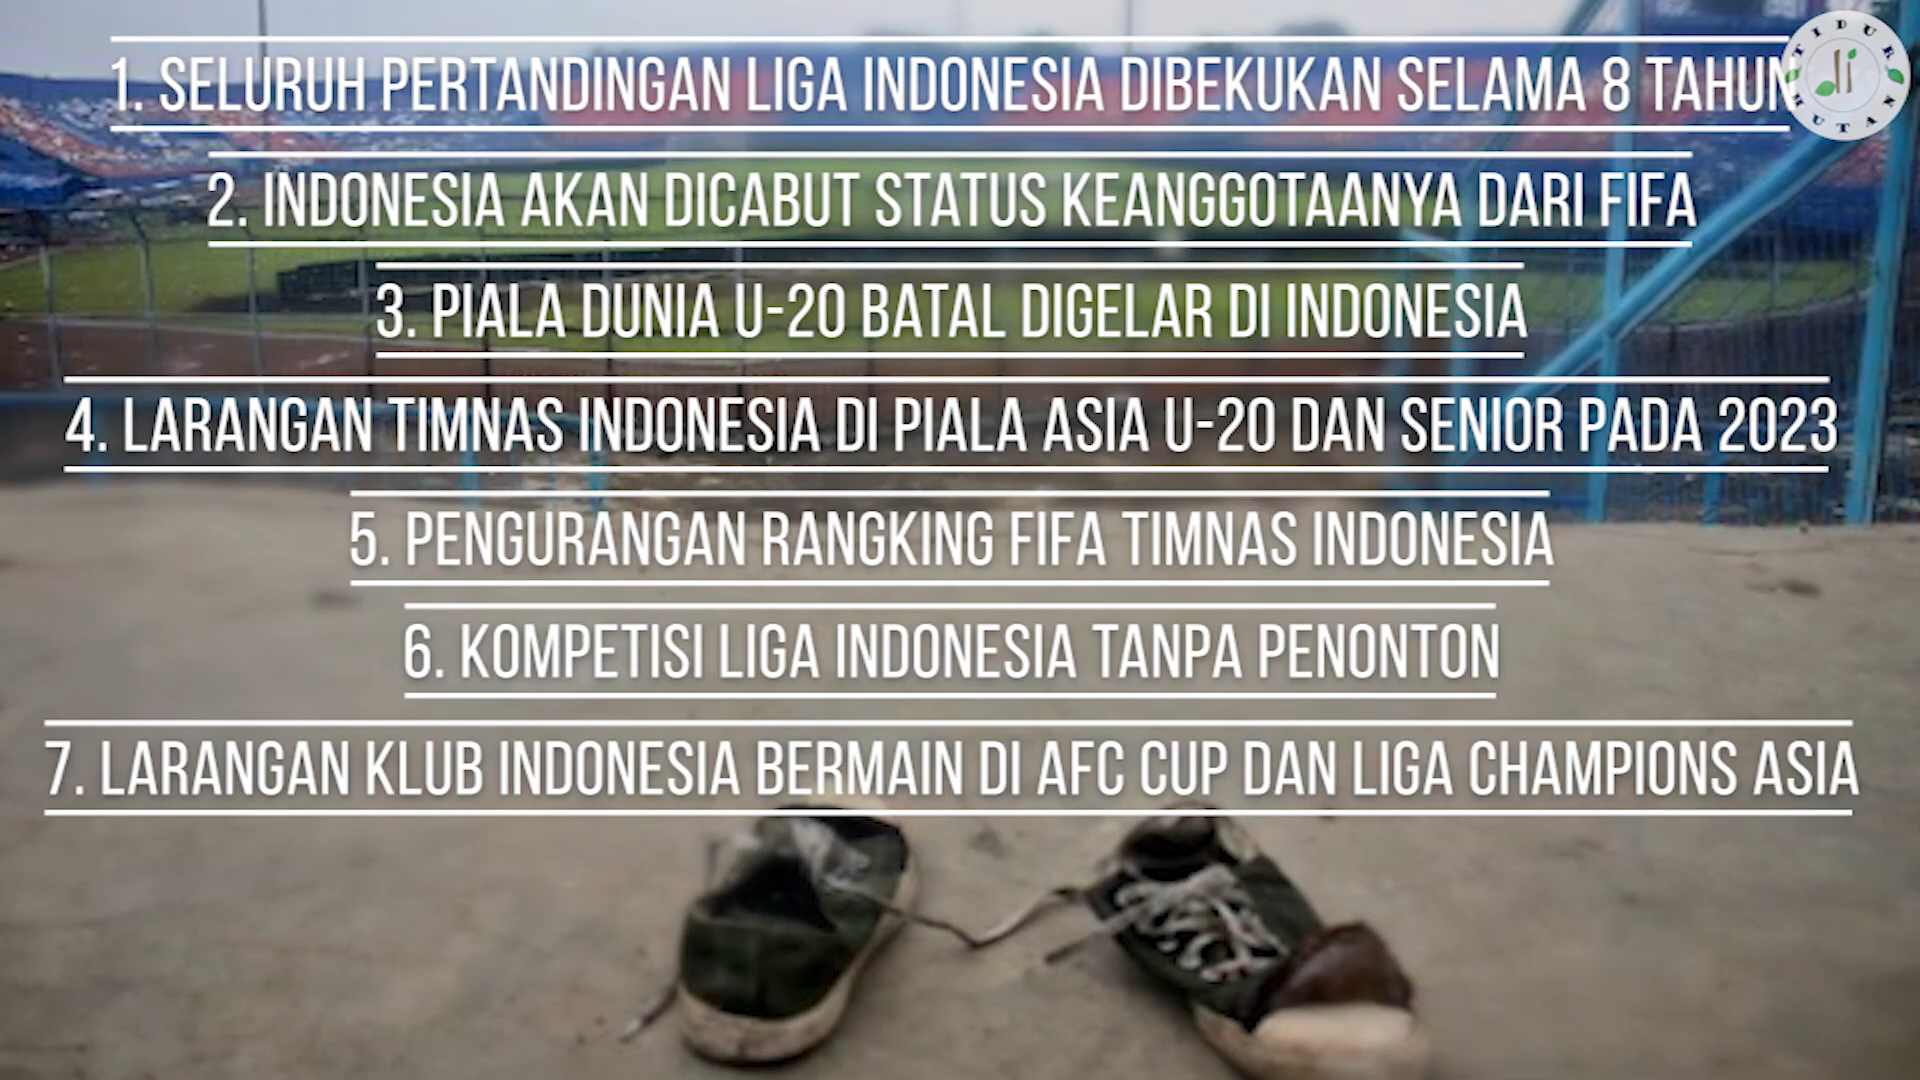 1. SELURUH PERTANDINGAN LIGA INDONESIA DIBEKUKAN SELAMA 8 TAHUN
2. INDONESIA AKAN DICABUT STATUS KEANGGOTAANYA DARI FIFA
3. PIALA DUNIA U-20 BATAL DIGELAR DI INDONESIA
4. LARANGAN TIMNAS INDONESIA DI PIALA ASIA U-20 DAN SENIOR PADA 2023
5. PENGURANGAN RANGKING FIFA TIMNAS INDONESIA
6. KOMPETISI LIGA INDONESIA TANPA PENONTON
7. LARANGAN KLUB INDONESIA BERMAIN DI AFC CUP DAN LIGA CHAMPIONS ASIA